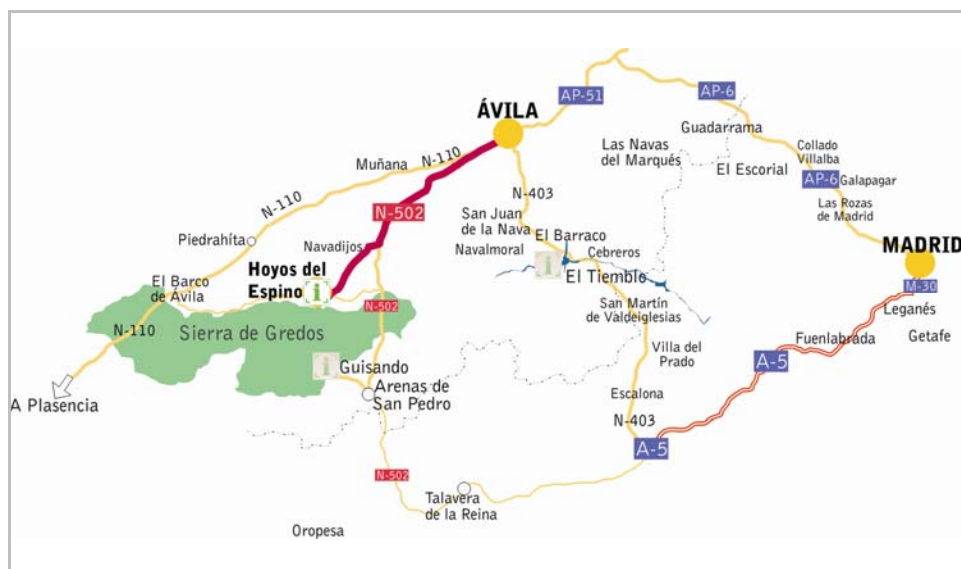 AP-51
AP-6
ÁVILA
Guadarrama
Las Navas
del Marqués
Collado
Villalba
Muñana
N-110
El Escorial
AP-6
Galapagar
N-110
N-403
Las Rozas
de Madrid
N-502
San Juan
de la Nava
Piedrahíta
Navadijos
Navalmoral
El Barraco
Cebreros
MADRID
Hoyos del
Espino
i
i
El Tiemblo
M-30
El Barco
de Ávila
N-502
San Martín
de Valdeiglesias
Leganés
N-110
Sierra de Gredos
Fuenlabrada
Getafe
Villa del
Prado
i
Guisando
A-5
Arenas de
San Pedro
Escalona
A Plasencia
N-403
A-5
N-502
Talavera
de la Reina
Oropesa